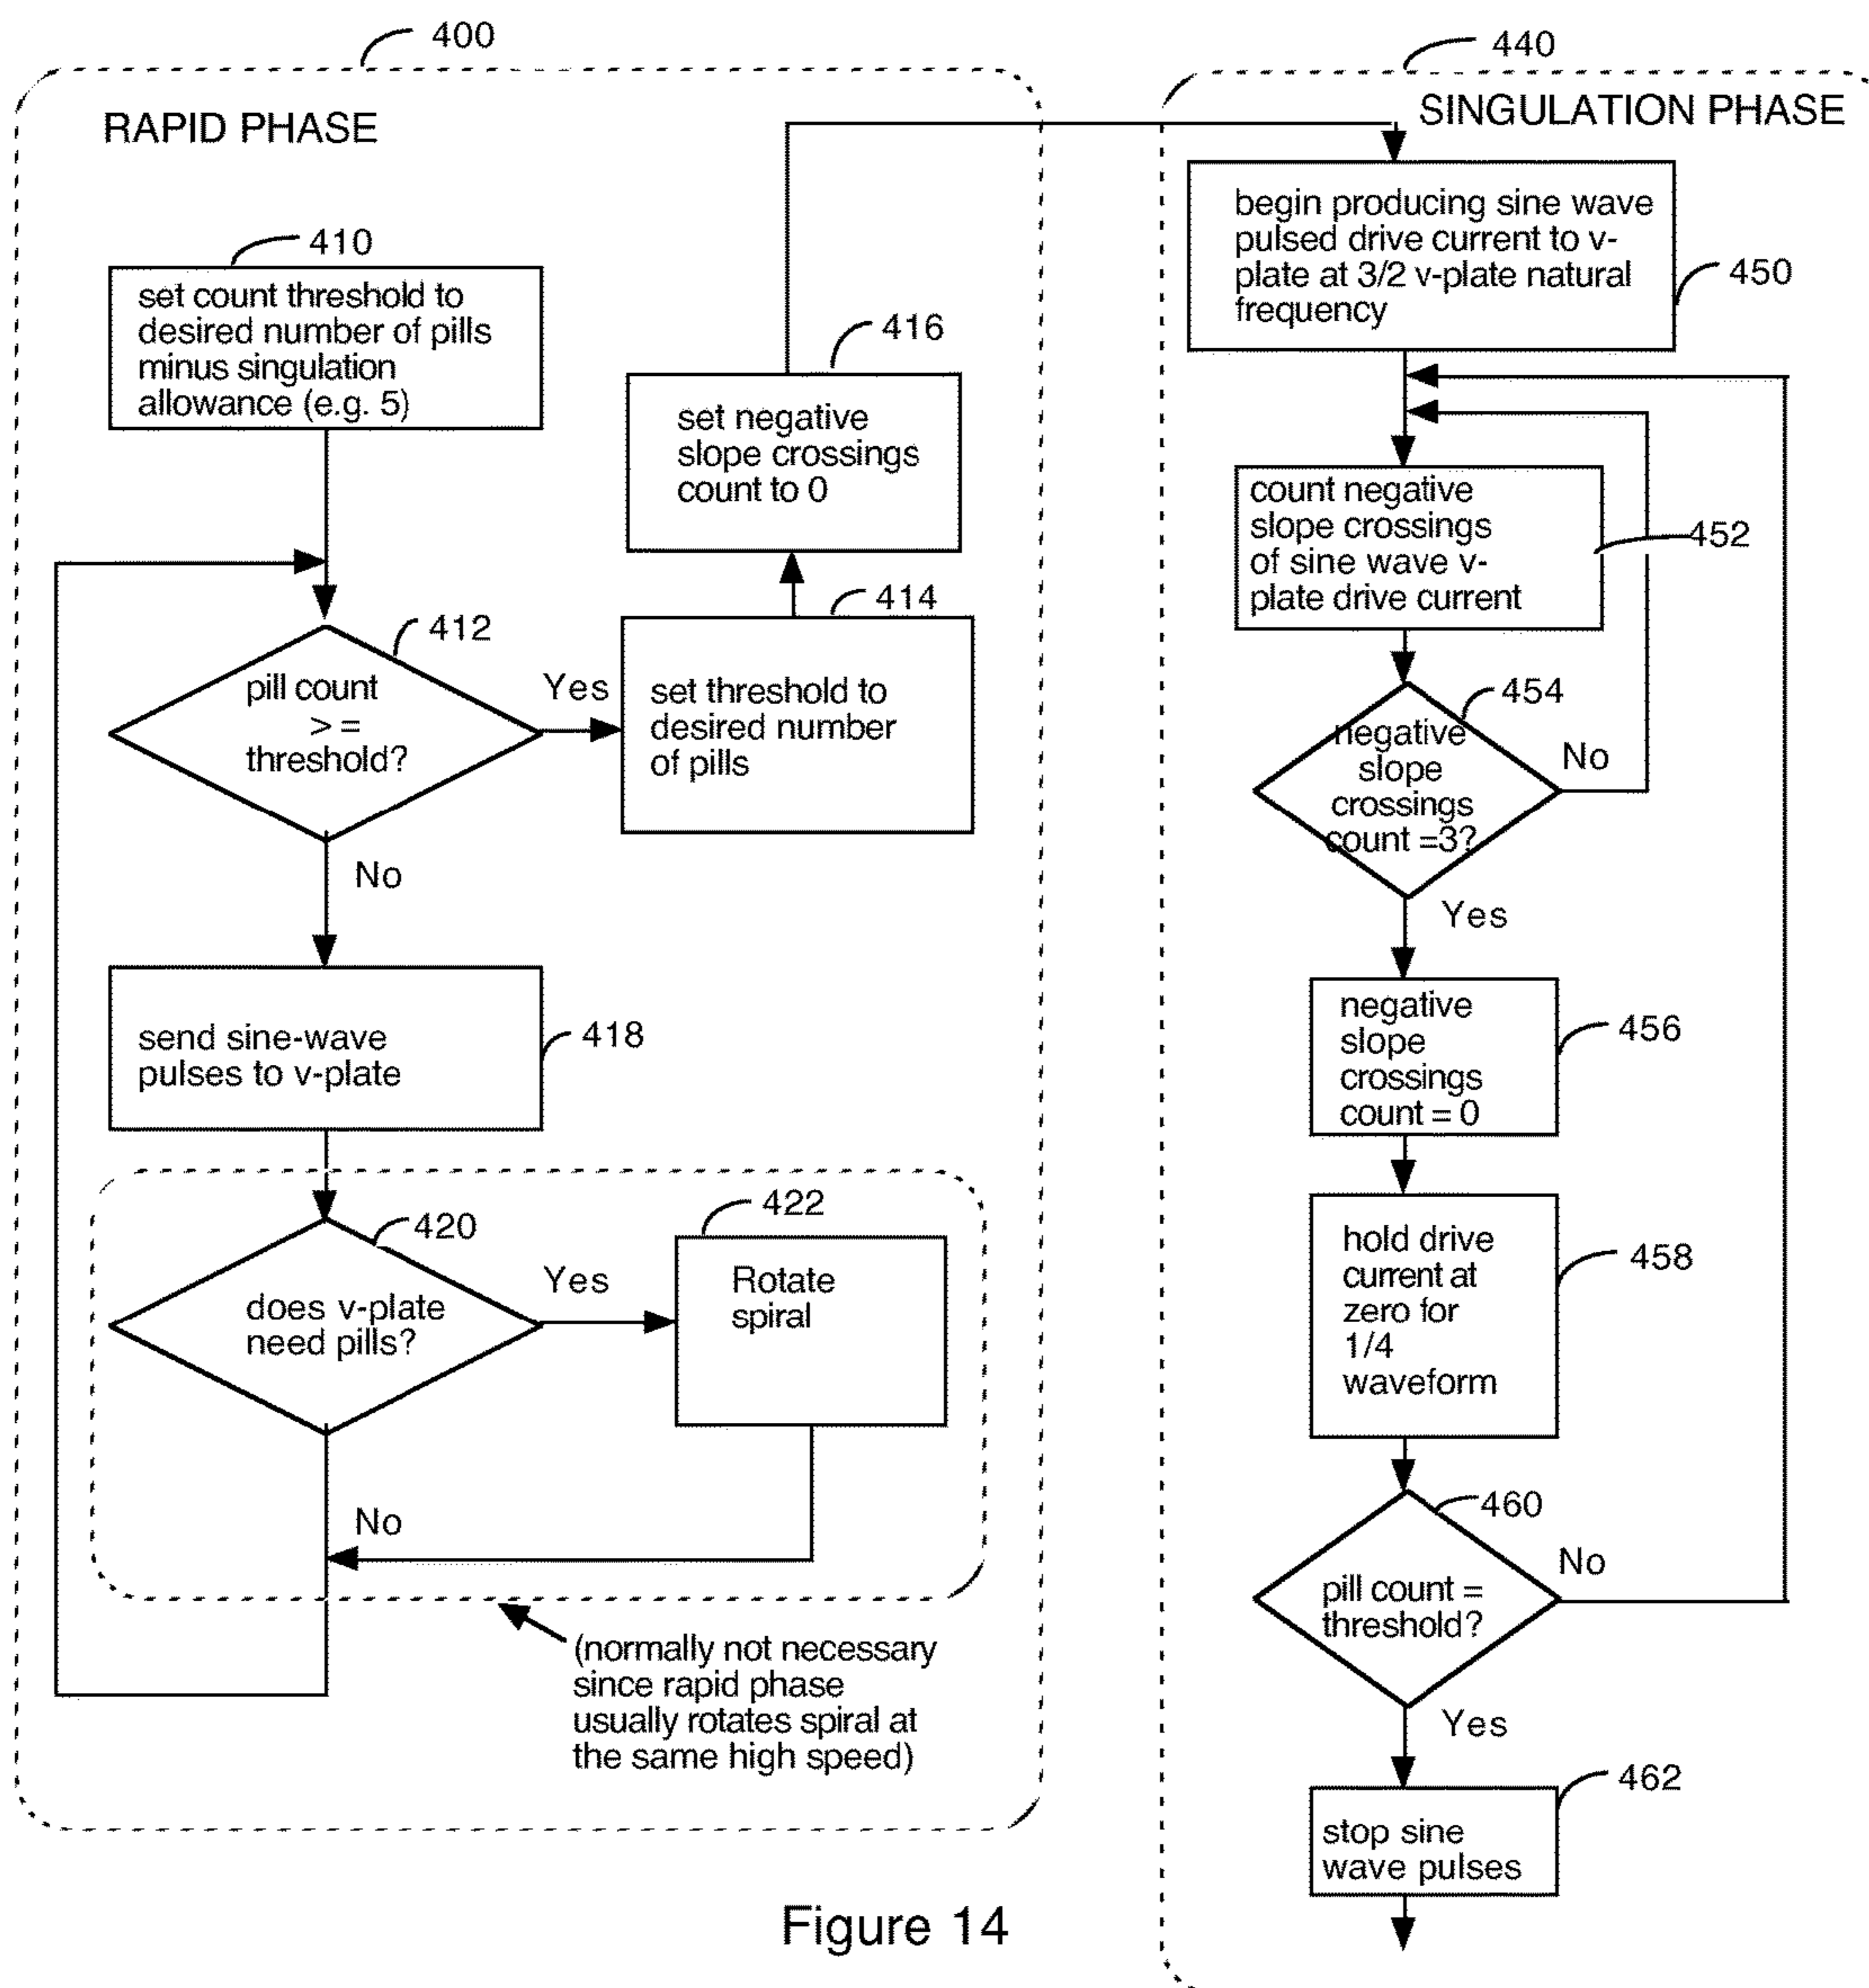 400
RAPID PHASE
410
set count threshold to
desired number of pills
minus singulation
allowance (e.g. 5)
416
set negative
slope crossings
count to 0
412
pill count
> =
threshold?
Yes
414
set threshold to
desired number
of pills
No
418
send sine-wave
pulses to v-plate
420
does v-plate
need pills?
Yes
422
Rotate
spiral
No
(normally not necessary
since rapid phase
usually rotates spiral at
the same high speed)
440
SINGULATION PHASE
450
begin producing sine wave
pulsed drive current to v-
plate at 3/2 v-plate natural
frequency
452
count negative
slope crossings
of sine wave v-
plate drive current
454
negative
slope
crossings
count =3?
No
Yes
456
negative
slope
crossings
count = 0
458
hold drive
current at
zero for
1/4
waveform
460
pill count =
threshold?
No
Yes
462
stop sine
wave pulses
Figure 14